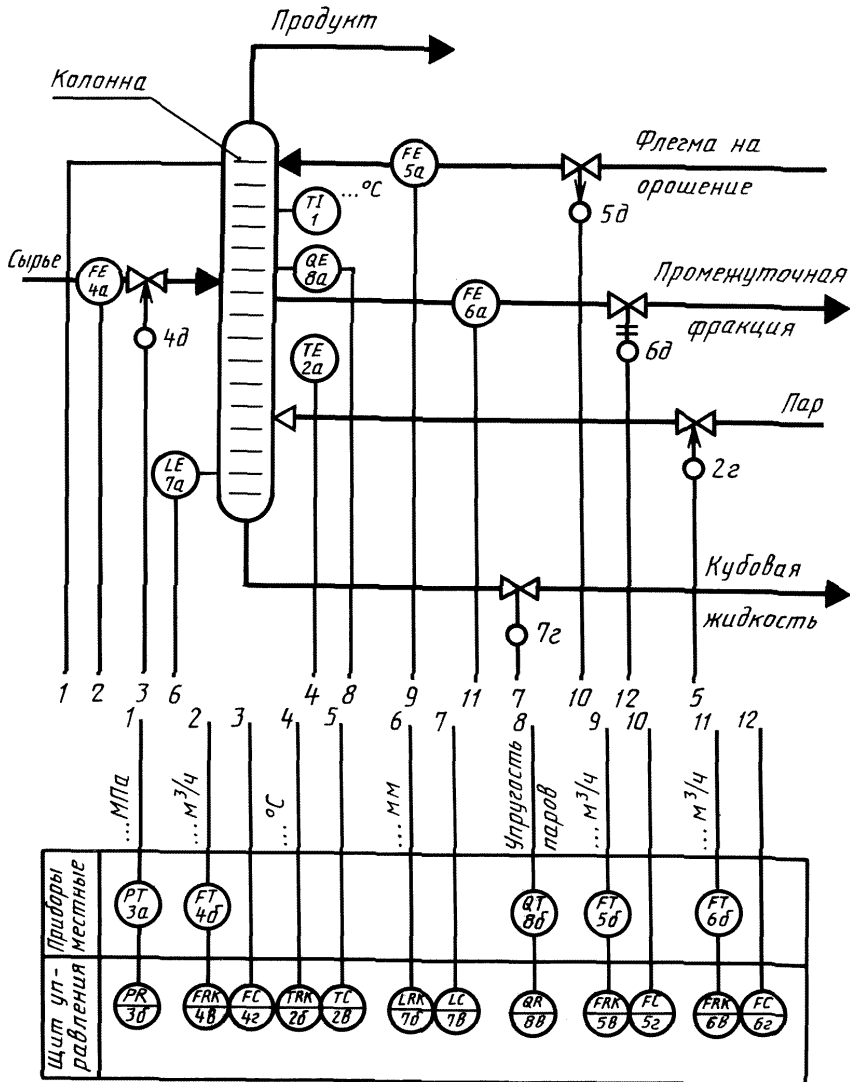 Продукт
Колонна
FE
5а
Флегма на
орошение
...°С
TI
1
5д
Сырье
FE
4а
QE
8а
FE
6а
Промежуточная
фракция
4д
TE
2а
6д
Пар
LE
7а
2г
Кубовая
жидкость
7г
1 2 3 6 4 8 9 11 7 10 12 5
1 2 3 4 5 6 7 8 9 10 11 12
...МПа
...м³/ч
...°С
...мм
Упругость
паров
...м³/ч
...м³/ч
Приборы
местные
PT
3а
FT
4б
QT
8б
FT
5б
FT
6б
Щит уп-
равления
PR
3б
FRK
4в
FC
4г
TRK
2б
TC
2в
LRK
7б
LC
7в
QR
8в
FRK
5в
FC
5г
FRK
6в
FC
6г